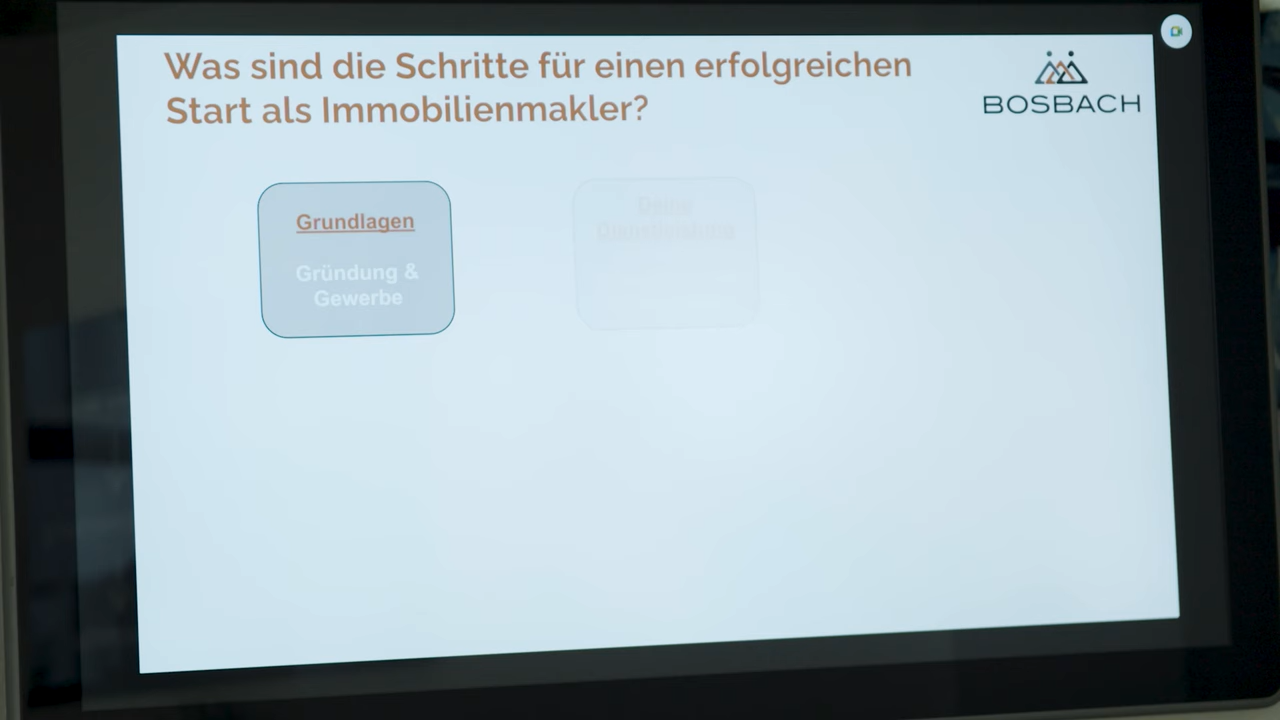 Was sind die Schritte für einen erfolgreichen
Start als Immobilienmakler?
BOSBACH
Grundlagen
Gründung &
Gewerbe